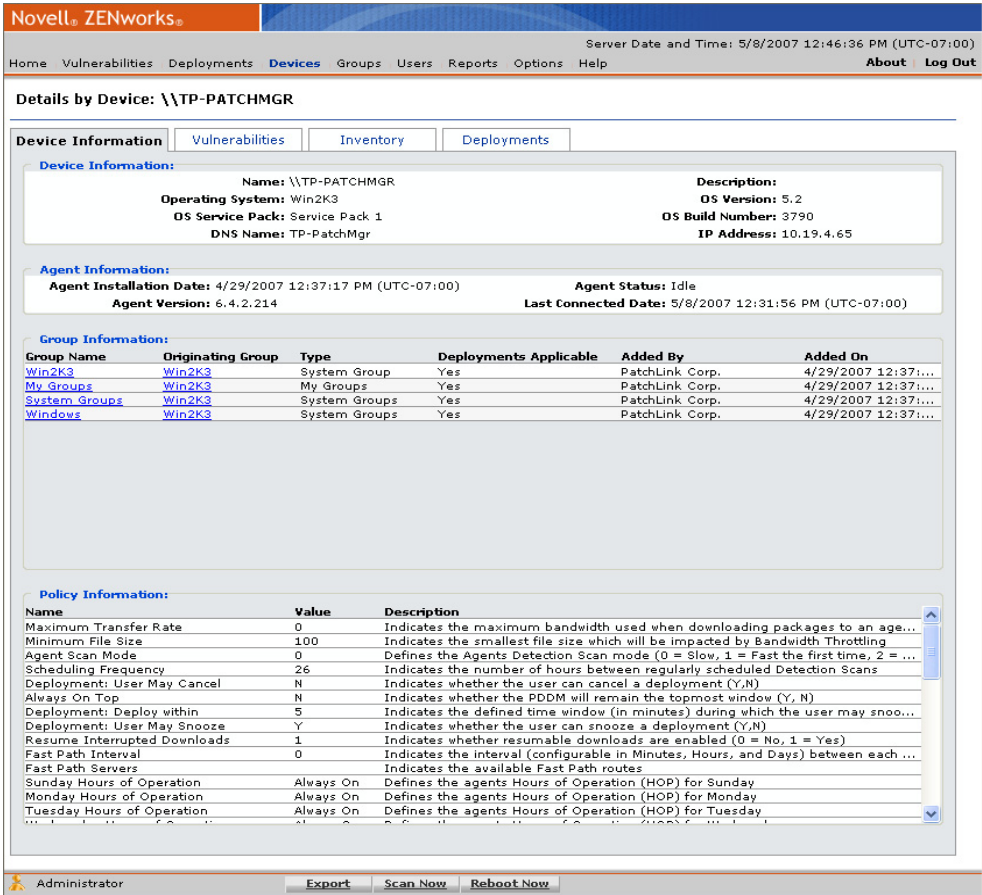 Novell® ZENworks®
Server Date and Time: 5/8/2007 12:46:36 PM (UTC-07:00)
Home Vulnerabilities Deployments Devices Groups Users Reports Options Help About Log Out
Details by Device: \\TP-PATCHMGR
Device Information Vulnerabilities Inventory Deployments
Device Information:
Name: \\TP-PATCHMGR Description:
Operating System: Win2K3 OS Version: 5.2
OS Service Pack: Service Pack 1 OS Build Number: 3790
DNS Name: TP-PatchMgr IP Address: 10.19.4.65
Agent Information:
Agent Installation Date: 4/29/2007 12:37:17 PM (UTC-07:00) Agent Status: Idle
Agent Version: 6.4.2.214 Last Connected Date: 5/8/2007 12:31:56 PM (UTC-07:00)
Group Information:
Group Name Originating Group Type Deployments Applicable Added By Added On
Win2K3 Win2K3 System Group Yes PatchLink Corp. 4/29/2007 12:37:...
My Groups Win2K3 My Groups Yes PatchLink Corp. 4/29/2007 12:37:...
System Groups Win2K3 System Groups Yes PatchLink Corp. 4/29/2007 12:37:...
Windows Win2K3 System Groups Yes PatchLink Corp. 4/29/2007 12:37:...
Policy Information:
Name Value Description
Maximum Transfer Rate 0 Indicates the maximum bandwidth used when downloading packages to an age...
Minimum File Size 100 Indicates the smallest file size which will be impacted by Bandwidth Throttling
Agent Scan Mode 0 Defines the Agents Detection Scan mode (0 = Slow, 1 = Fast the first time, 2 = ...
Scheduling Frequency 26 Indicates the number of hours between regularly scheduled Detection Scans
Deployment: User May Cancel N Indicates whether the user can cancel a deployment (Y,N)
Always On Top N Indicates whether the PDDM will remain the topmost window (Y, N)
Deployment: Deploy within 5 Indicates the defined time window (in minutes) during which the user may snoo...
Deployment: User May Snooze Y Indicates whether the user can snooze a deployment (Y,N)
Resume Interrupted Downloads 1 Indicates whether resumable downloads are enabled (0 = No, 1 = Yes)
Fast Path Interval 0 Indicates the interval (configurable in Minutes, Hours, and Days) between each ...
Fast Path Servers Indicates the available Fast Path routes
Sunday Hours of Operation Always On Defines the agents Hours of Operation (HOP) for Sunday
Monday Hours of Operation Always On Defines the agents Hours of Operation (HOP) for Monday
Tuesday Hours of Operation Always On Defines the agents Hours of Operation (HOP) for Tuesday
Administrator Export Scan Now Reboot Now